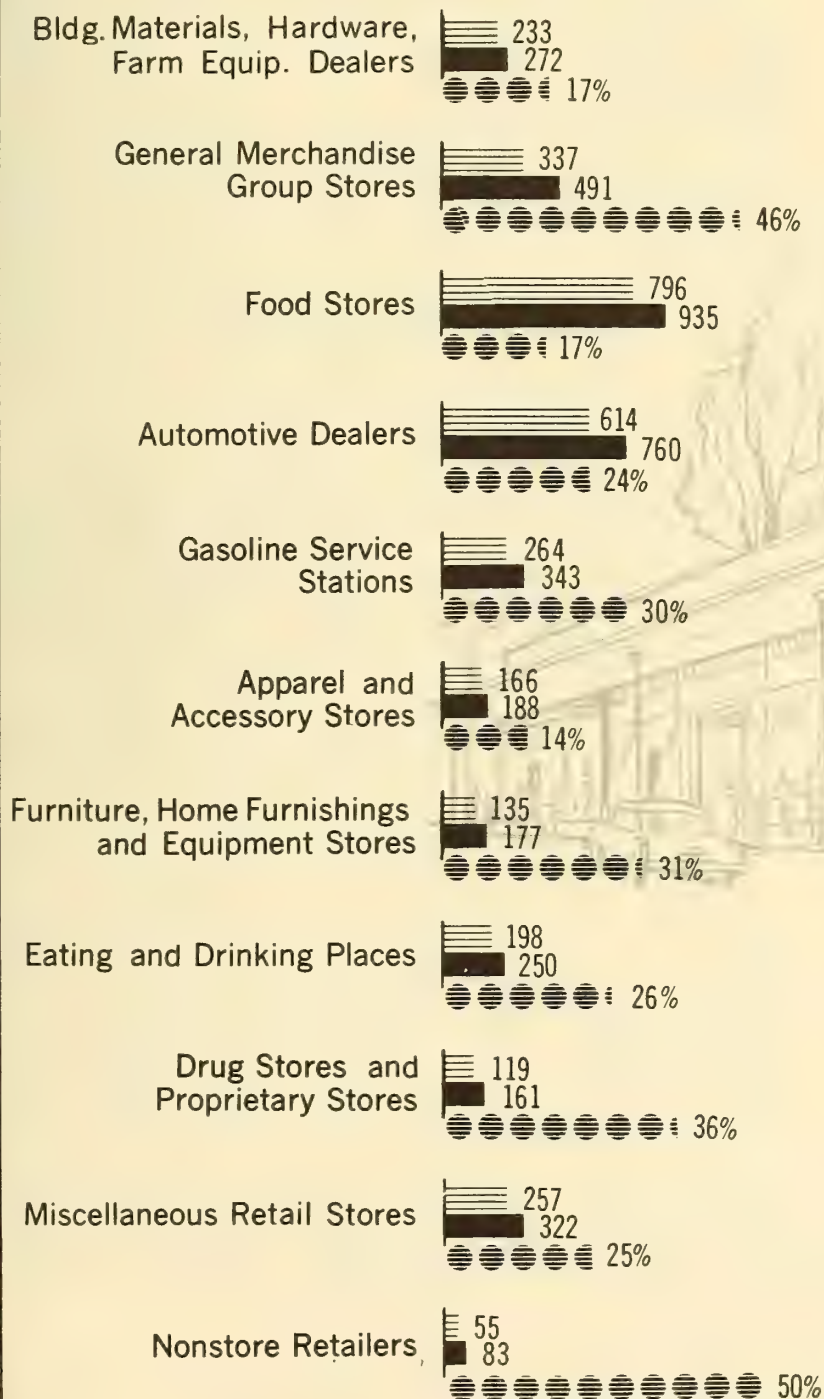 Bldg. Materials, Hardware,
Farm Equip. Dealers
233
272
17%
General Merchandise
Group Stores
337
491
46%
Food Stores
796
935
17%
Automotive Dealers
614
760
24%
Gasoline Service
Stations
264
343
30%
Apparel and
Accessory Stores
166
188
14%
Furniture, Home Furnishings
and Equipment Stores
135
177
31%
Eating and Drinking Places
198
250
26%
Drug Stores and
Proprietary Stores
119
161
36%
Miscellaneous Retail Stores
257
322
25%
Nonstore Retailers
55
83
50%